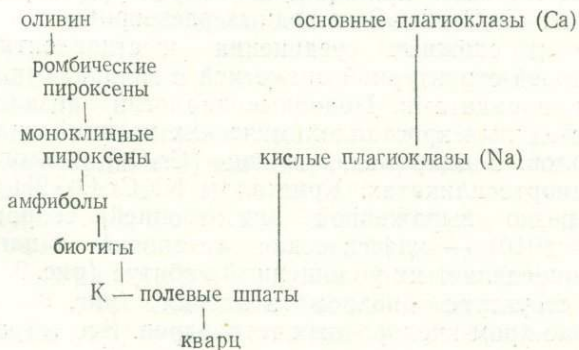 оливин основные плагиоклазы (Ca)
ромбические
пироксены
моноклинные
пироксены кислые плагиоклазы (Na)
амфиболы
биотиты
К — полевые шпаты
кварц